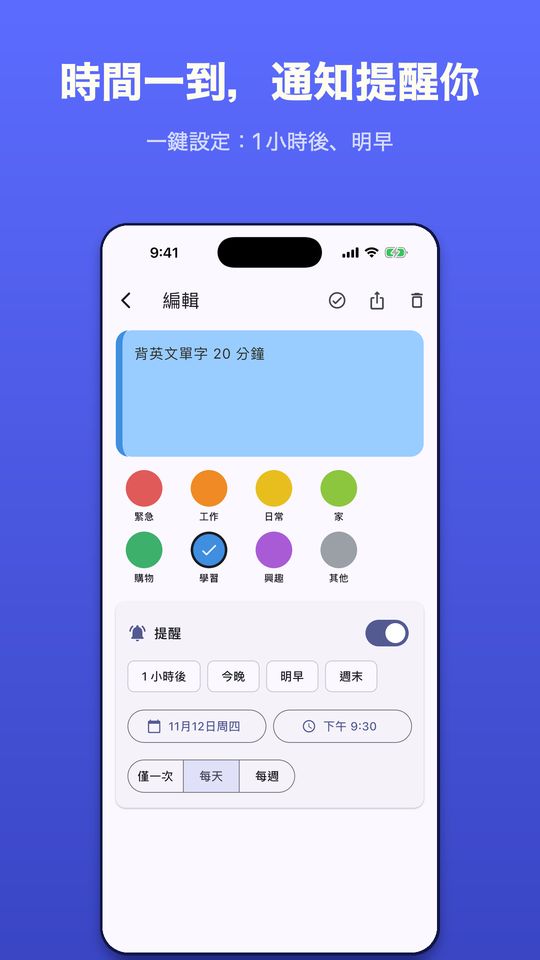 時間一到，通知提醒你
一鍵設定：1小時後、明早
9:41
編輯
背英文單字 20 分鐘
緊急 工作 日常 家
購物 學習 興趣 其他
提醒
1 小時後 今晚 明早 週末
11月12日周四 下午 9:30
僅一次 每天 每週